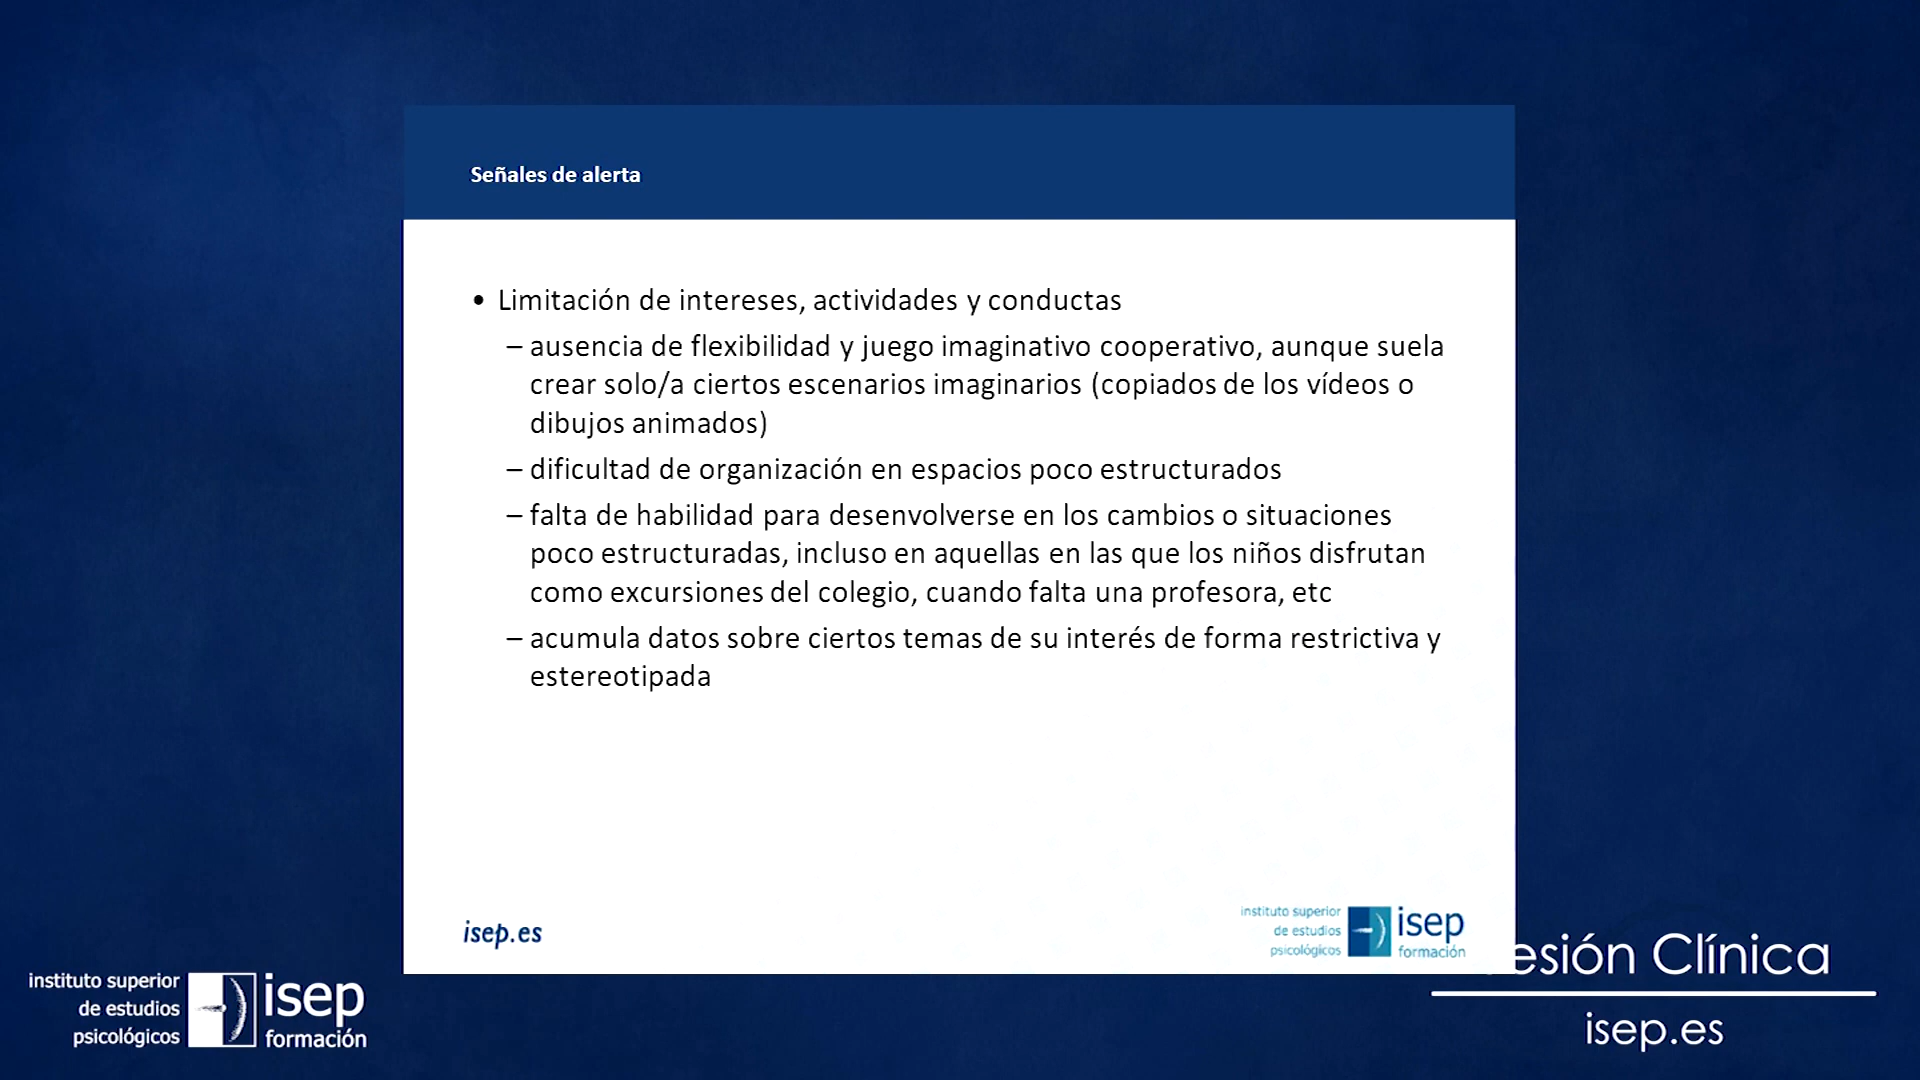 Señales de alerta
• Limitación de intereses, actividades y conductas
– ausencia de flexibilidad y juego imaginativo cooperativo, aunque suela
crear solo/a ciertos escenarios imaginarios (copiados de los vídeos o
dibujos animados)
– dificultad de organización en espacios poco estructurados
– falta de habilidad para desenvolverse en los cambios o situaciones
poco estructuradas, incluso en aquellas en las que los niños disfrutan
como excursiones del colegio, cuando falta una profesora, etc
– acumula datos sobre ciertos temas de su interés de forma restrictiva y
estereotipada
isep.es
instituto superior
de estudios
psicológicos
isep
formación
instituto superior
de estudios
psicológicos
isep
formación
esión Clínica
isep.es